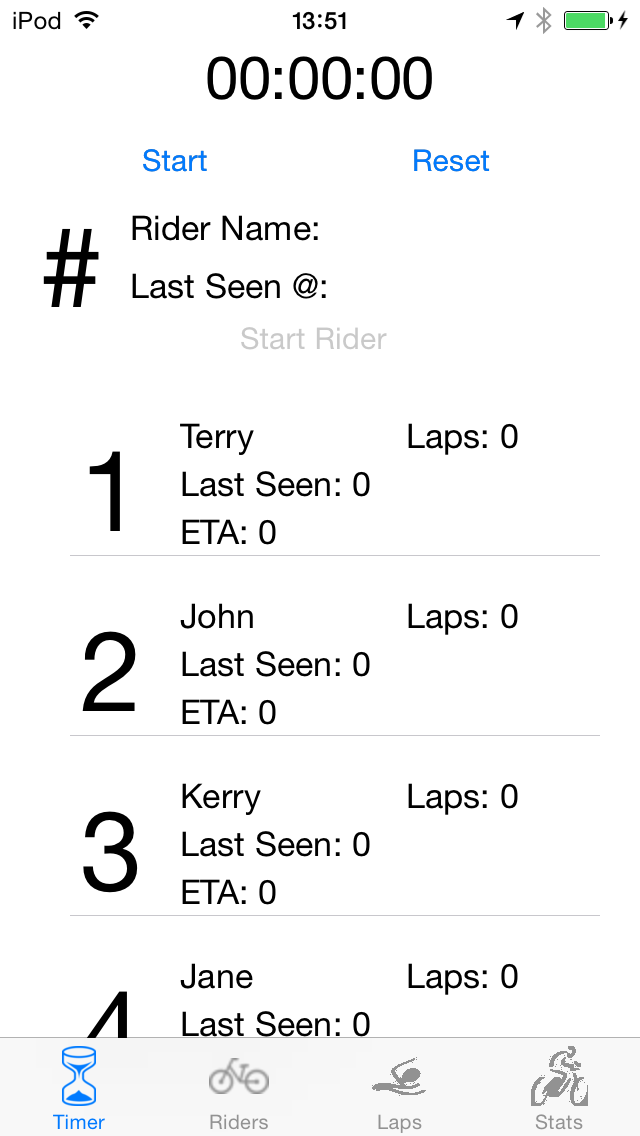 iPod 13:51
00:00:00
Start Reset
# Rider Name:
Last Seen @:
Start Rider
Terry Laps: 0
1 Last Seen: 0
ETA: 0
John Laps: 0
2 Last Seen: 0
ETA: 0
Kerry Laps: 0
3 Last Seen: 0
ETA: 0
Jane Laps: 0
4 Last Seen: 0
Timer Riders Laps Stats